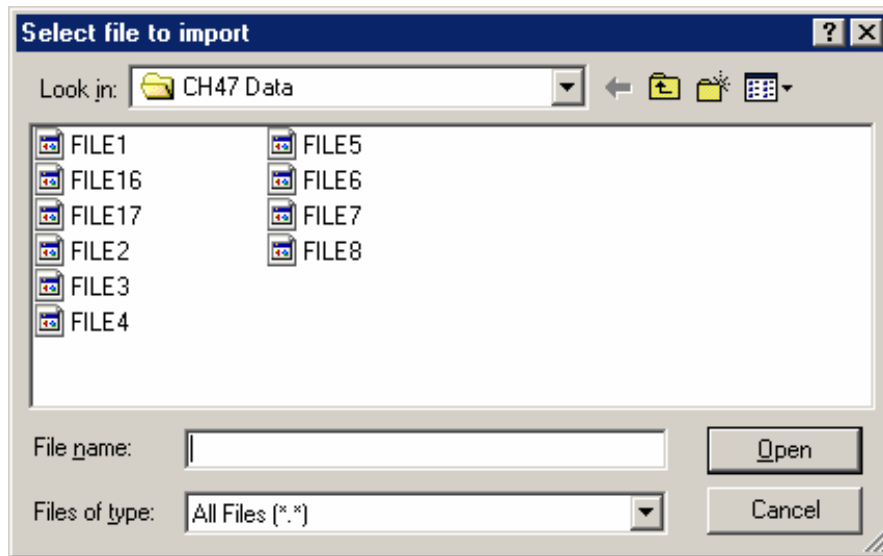 Select file to import
Look in: CH47 Data
FILE1
FILE16
FILE17
FILE2
FILE3
FILE4
FILE5
FILE6
FILE7
FILE8
File name:
Open
Files of type: All Files (*.*)
Cancel